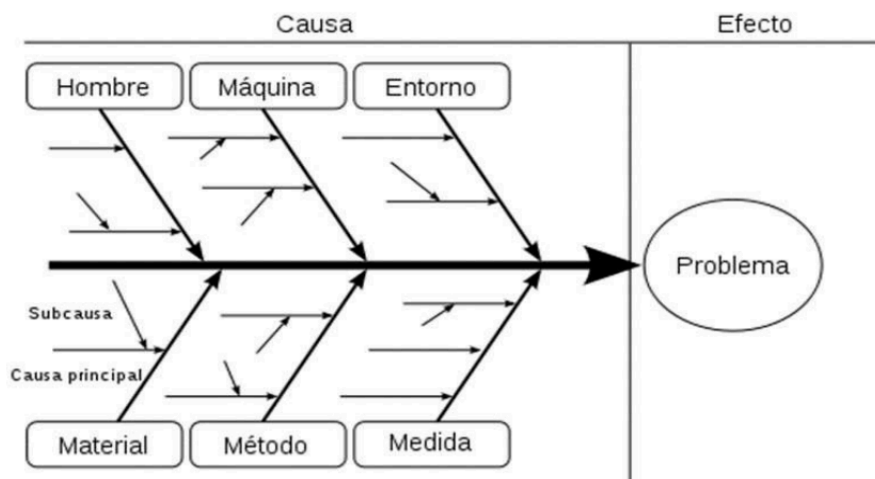 Causa
Efecto
Hombre
Máquina
Entorno
Problema
Subcausa
Causa principal
Material
Método
Medida